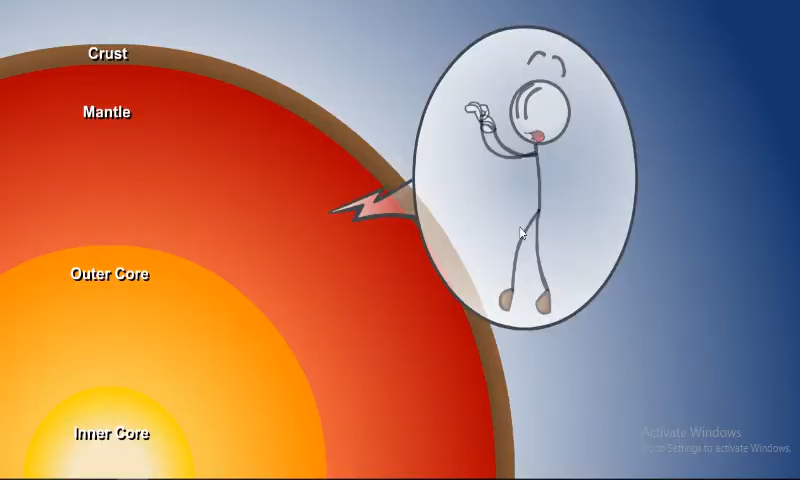 Crust
Mantle
Outer Core
Inner Core
Activate Windows
Go to Settings to activate Windows.